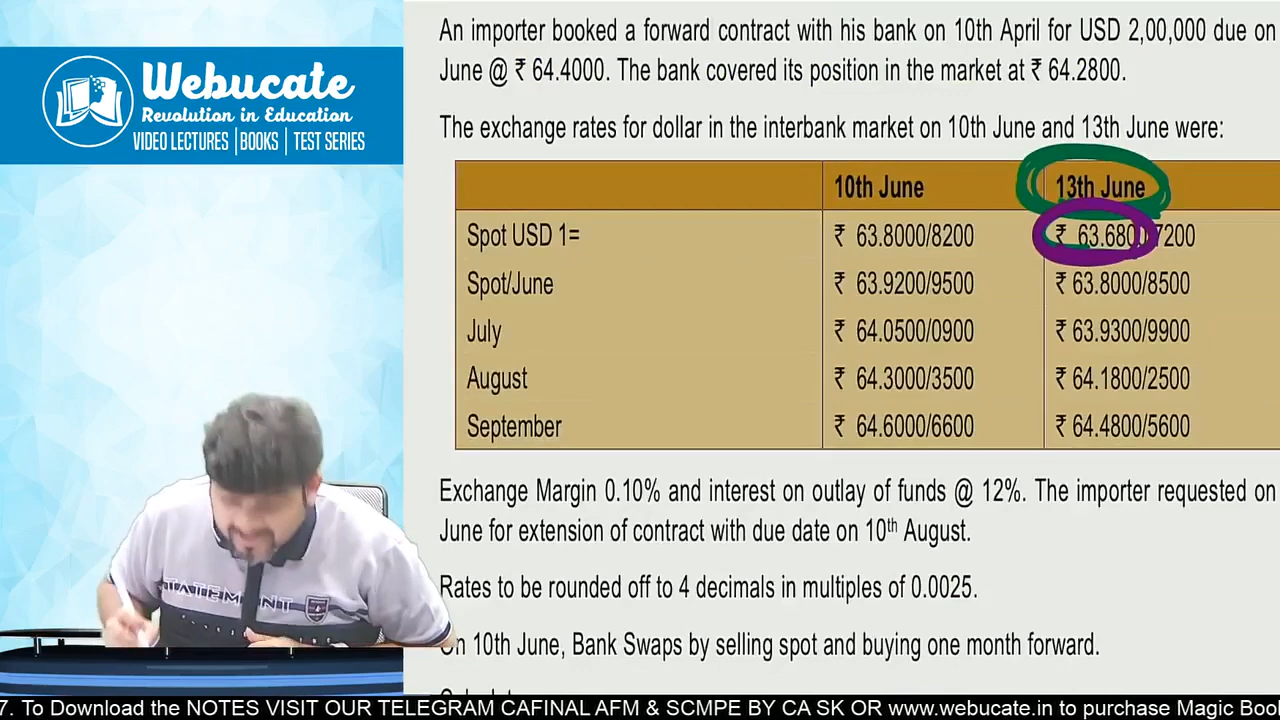 Webucate
Revolution in Education
VIDEO LECTURES | BOOKS | TEST SERIES
An importer booked a forward contract with his bank on 10th April for USD 2,00,000 due on
June @ ₹ 64.4000. The bank covered its position in the market at ₹ 64.2800.
The exchange rates for dollar in the interbank market on 10th June and 13th June were:
10th June 13th June
Spot USD 1= ₹ 63.8000/8200 ₹ 63.6800/7200
Spot/June ₹ 63.9200/9500 ₹ 63.8000/8500
July ₹ 64.0500/0900 ₹ 63.9300/9900
August ₹ 64.3000/3500 ₹ 64.1800/2500
September ₹ 64.6000/6600 ₹ 64.4800/5600
Exchange Margin 0.10% and interest on outlay of funds @ 12%. The importer requested on
June for extension of contract with due date on 10th August.
Rates to be rounded off to 4 decimals in multiples of 0.0025.
On 10th June, Bank Swaps by selling spot and buying one month forward.
STATEMENT
7. To Download the NOTES VISIT OUR TELEGRAM CAFINAL AFM & SCMPE BY CA SK OR www.webucate.in to purchase Magic Boo